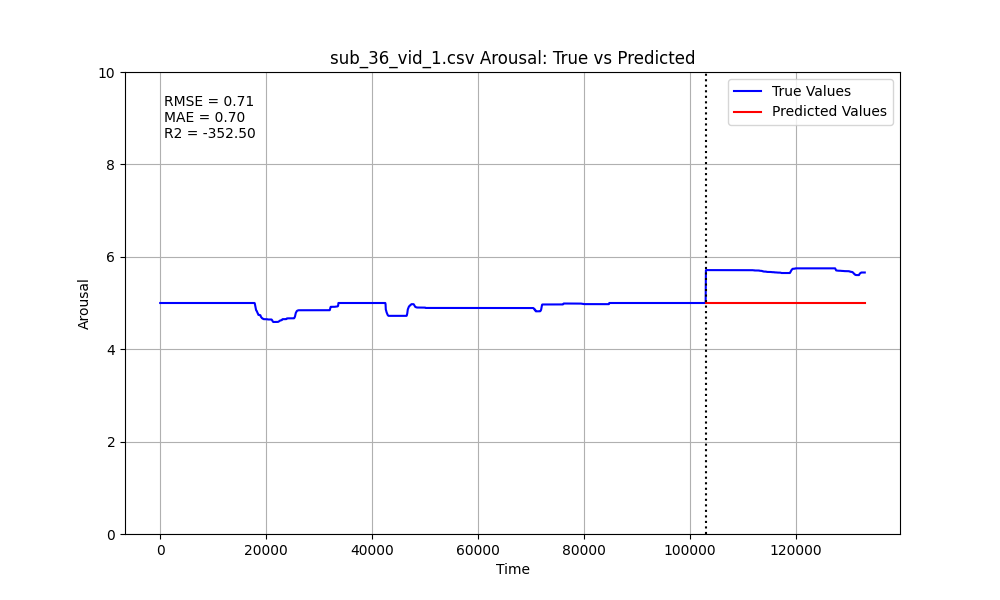 sub_36_vid_1.csv Arousal: True vs Predicted
10
8
6
4
2
0
Arousal
RMSE = 0.71
MAE = 0.70
R2 = -352.50
True Values
Predicted Values
0
20000
40000
60000
80000
100000
120000
Time